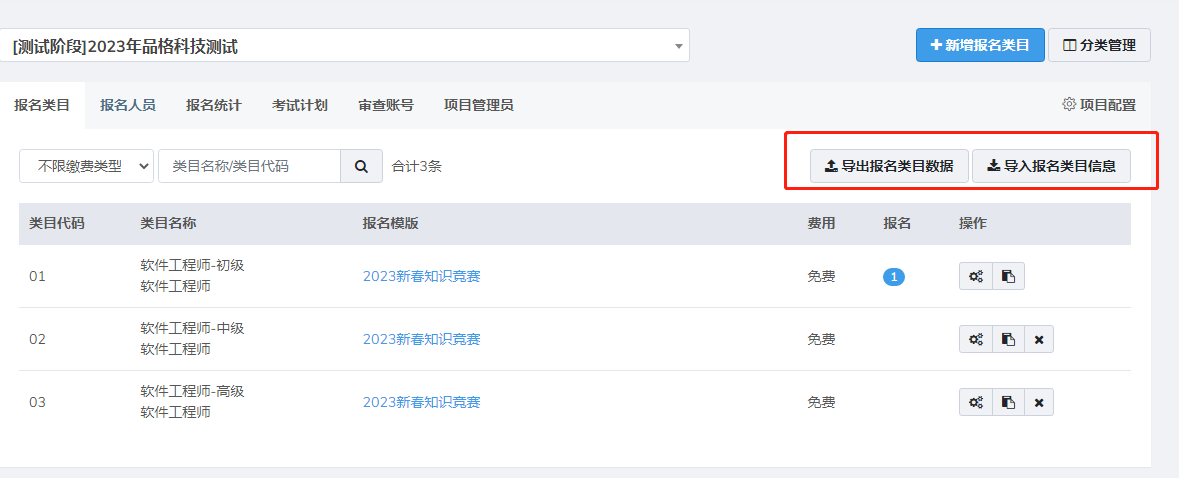 [测试阶段]2023年品格科技测试
新增报名类目 分类管理
报名类目 报名人员 报名统计 考试计划 审查账号 项目管理员 项目配置
不限缴费类型 类目名称/类目代码 合计3条 导出报名类目数据 导入报名类目信息
类目代码 类目名称 报名模版 费用 报名 操作
01 软件工程师-初级 2023新春知识竞赛 免费 1
软件工程师
02 软件工程师-中级 2023新春知识竞赛 免费
软件工程师
03 软件工程师-高级 2023新春知识竞赛 免费
软件工程师